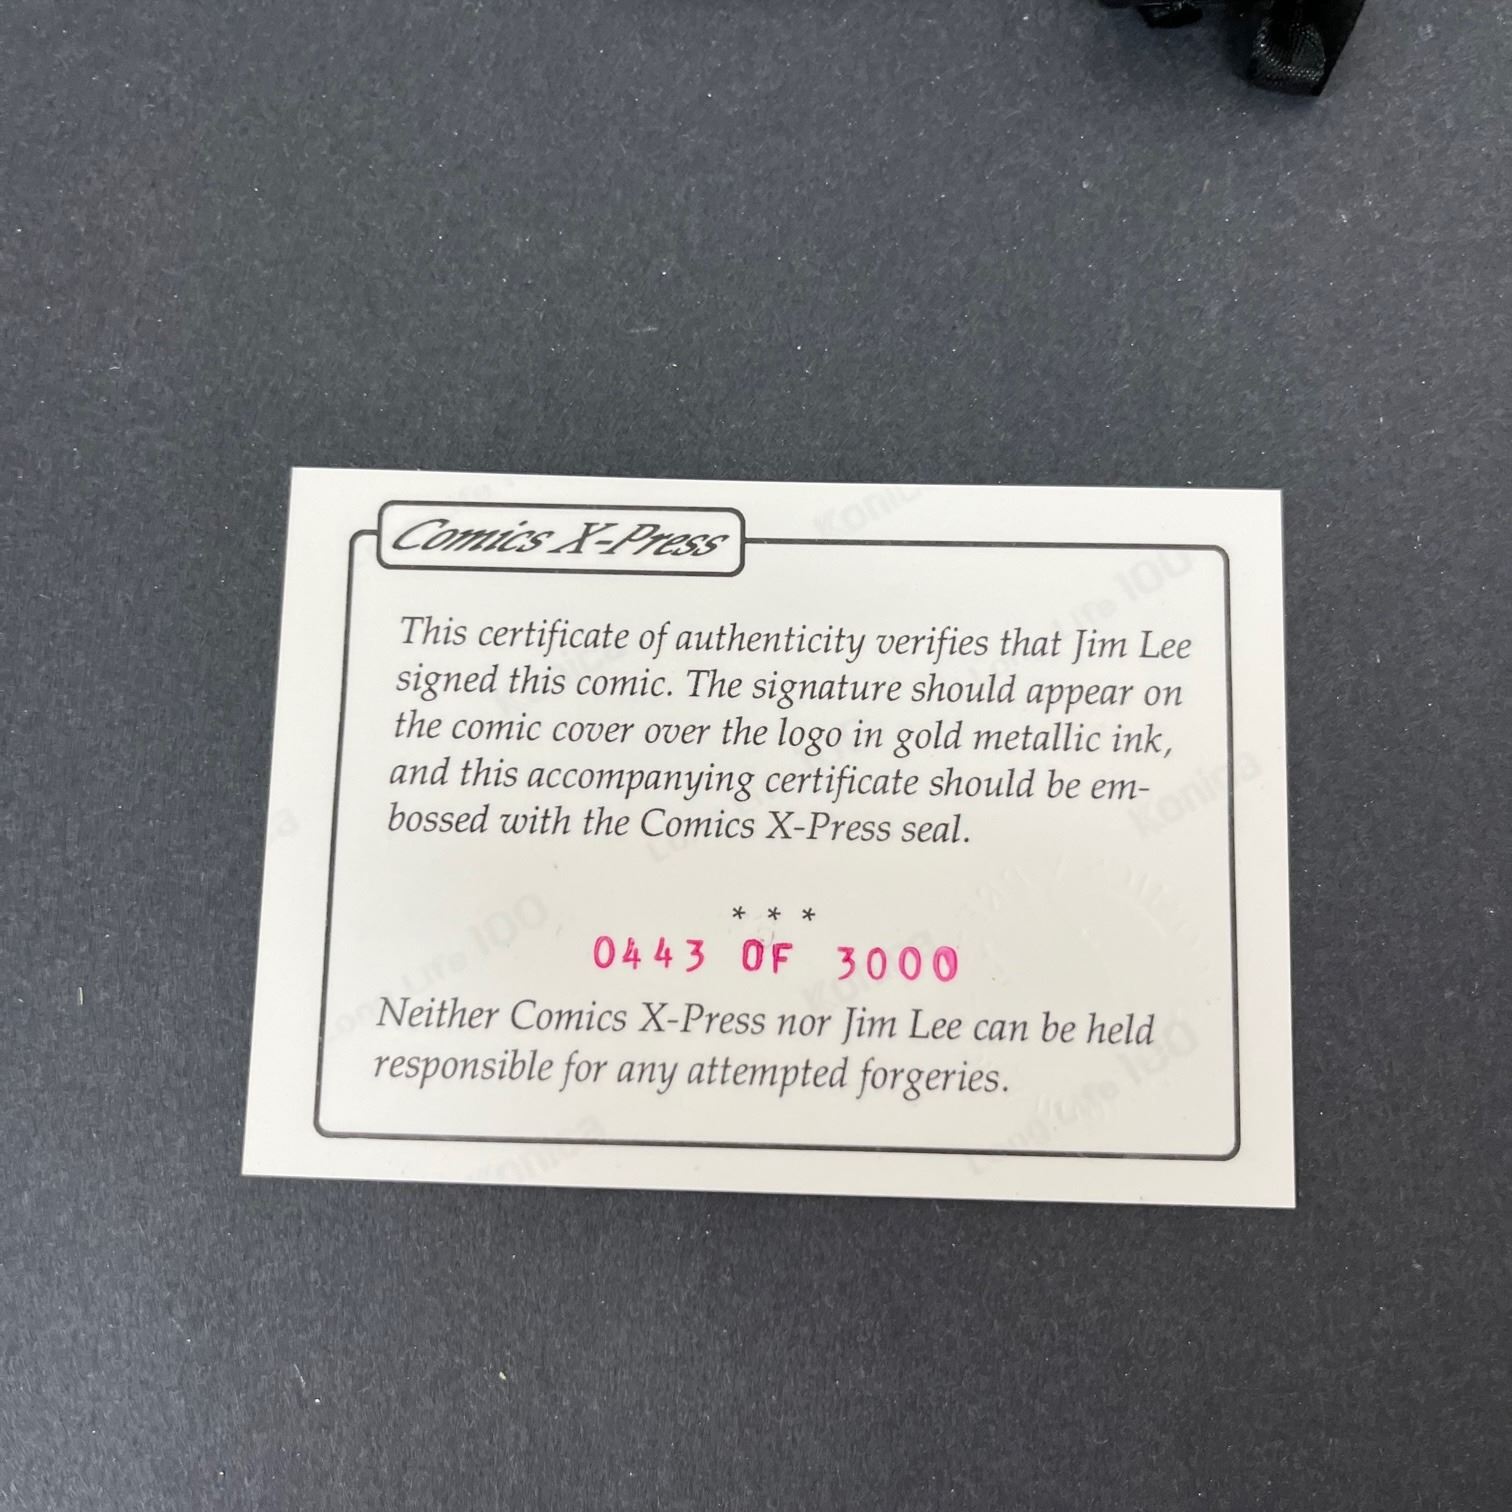 Comics X-Press
This certificate of authenticity verifies that Jim Lee
signed this comic. The signature should appear on
the comic cover over the logo in gold metallic ink,
and this accompanying certificate should be em-
bossed with the Comics X-Press seal.
* * *
0443 OF 3000
Neither Comics X-Press nor Jim Lee can be held
responsible for any attempted forgeries.